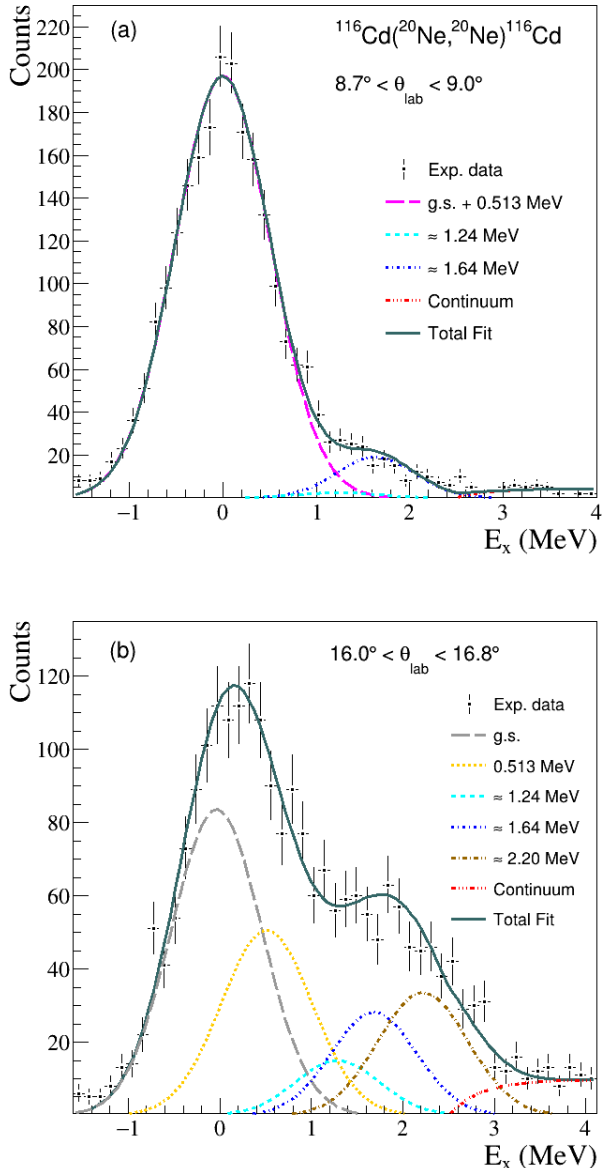 Counts
(a)
¹¹⁶Cd(²⁰Ne,²⁰Ne)¹¹⁶Cd
8.7° < θ_lab < 9.0°
Exp. data
g.s. + 0.513 MeV
≈ 1.24 MeV
≈ 1.64 MeV
Continuum
Total Fit
220
200
180
160
140
120
100
80
60
40
20
−1 0 1 2 3 4
Eₓ (MeV)
Counts
(b)
16.0° < θ_lab < 16.8°
Exp. data
g.s.
0.513 MeV
≈ 1.24 MeV
≈ 1.64 MeV
≈ 2.20 MeV
Continuum
Total Fit
120
100
80
60
40
20
−1 0 1 2 3 4
Eₓ (MeV)